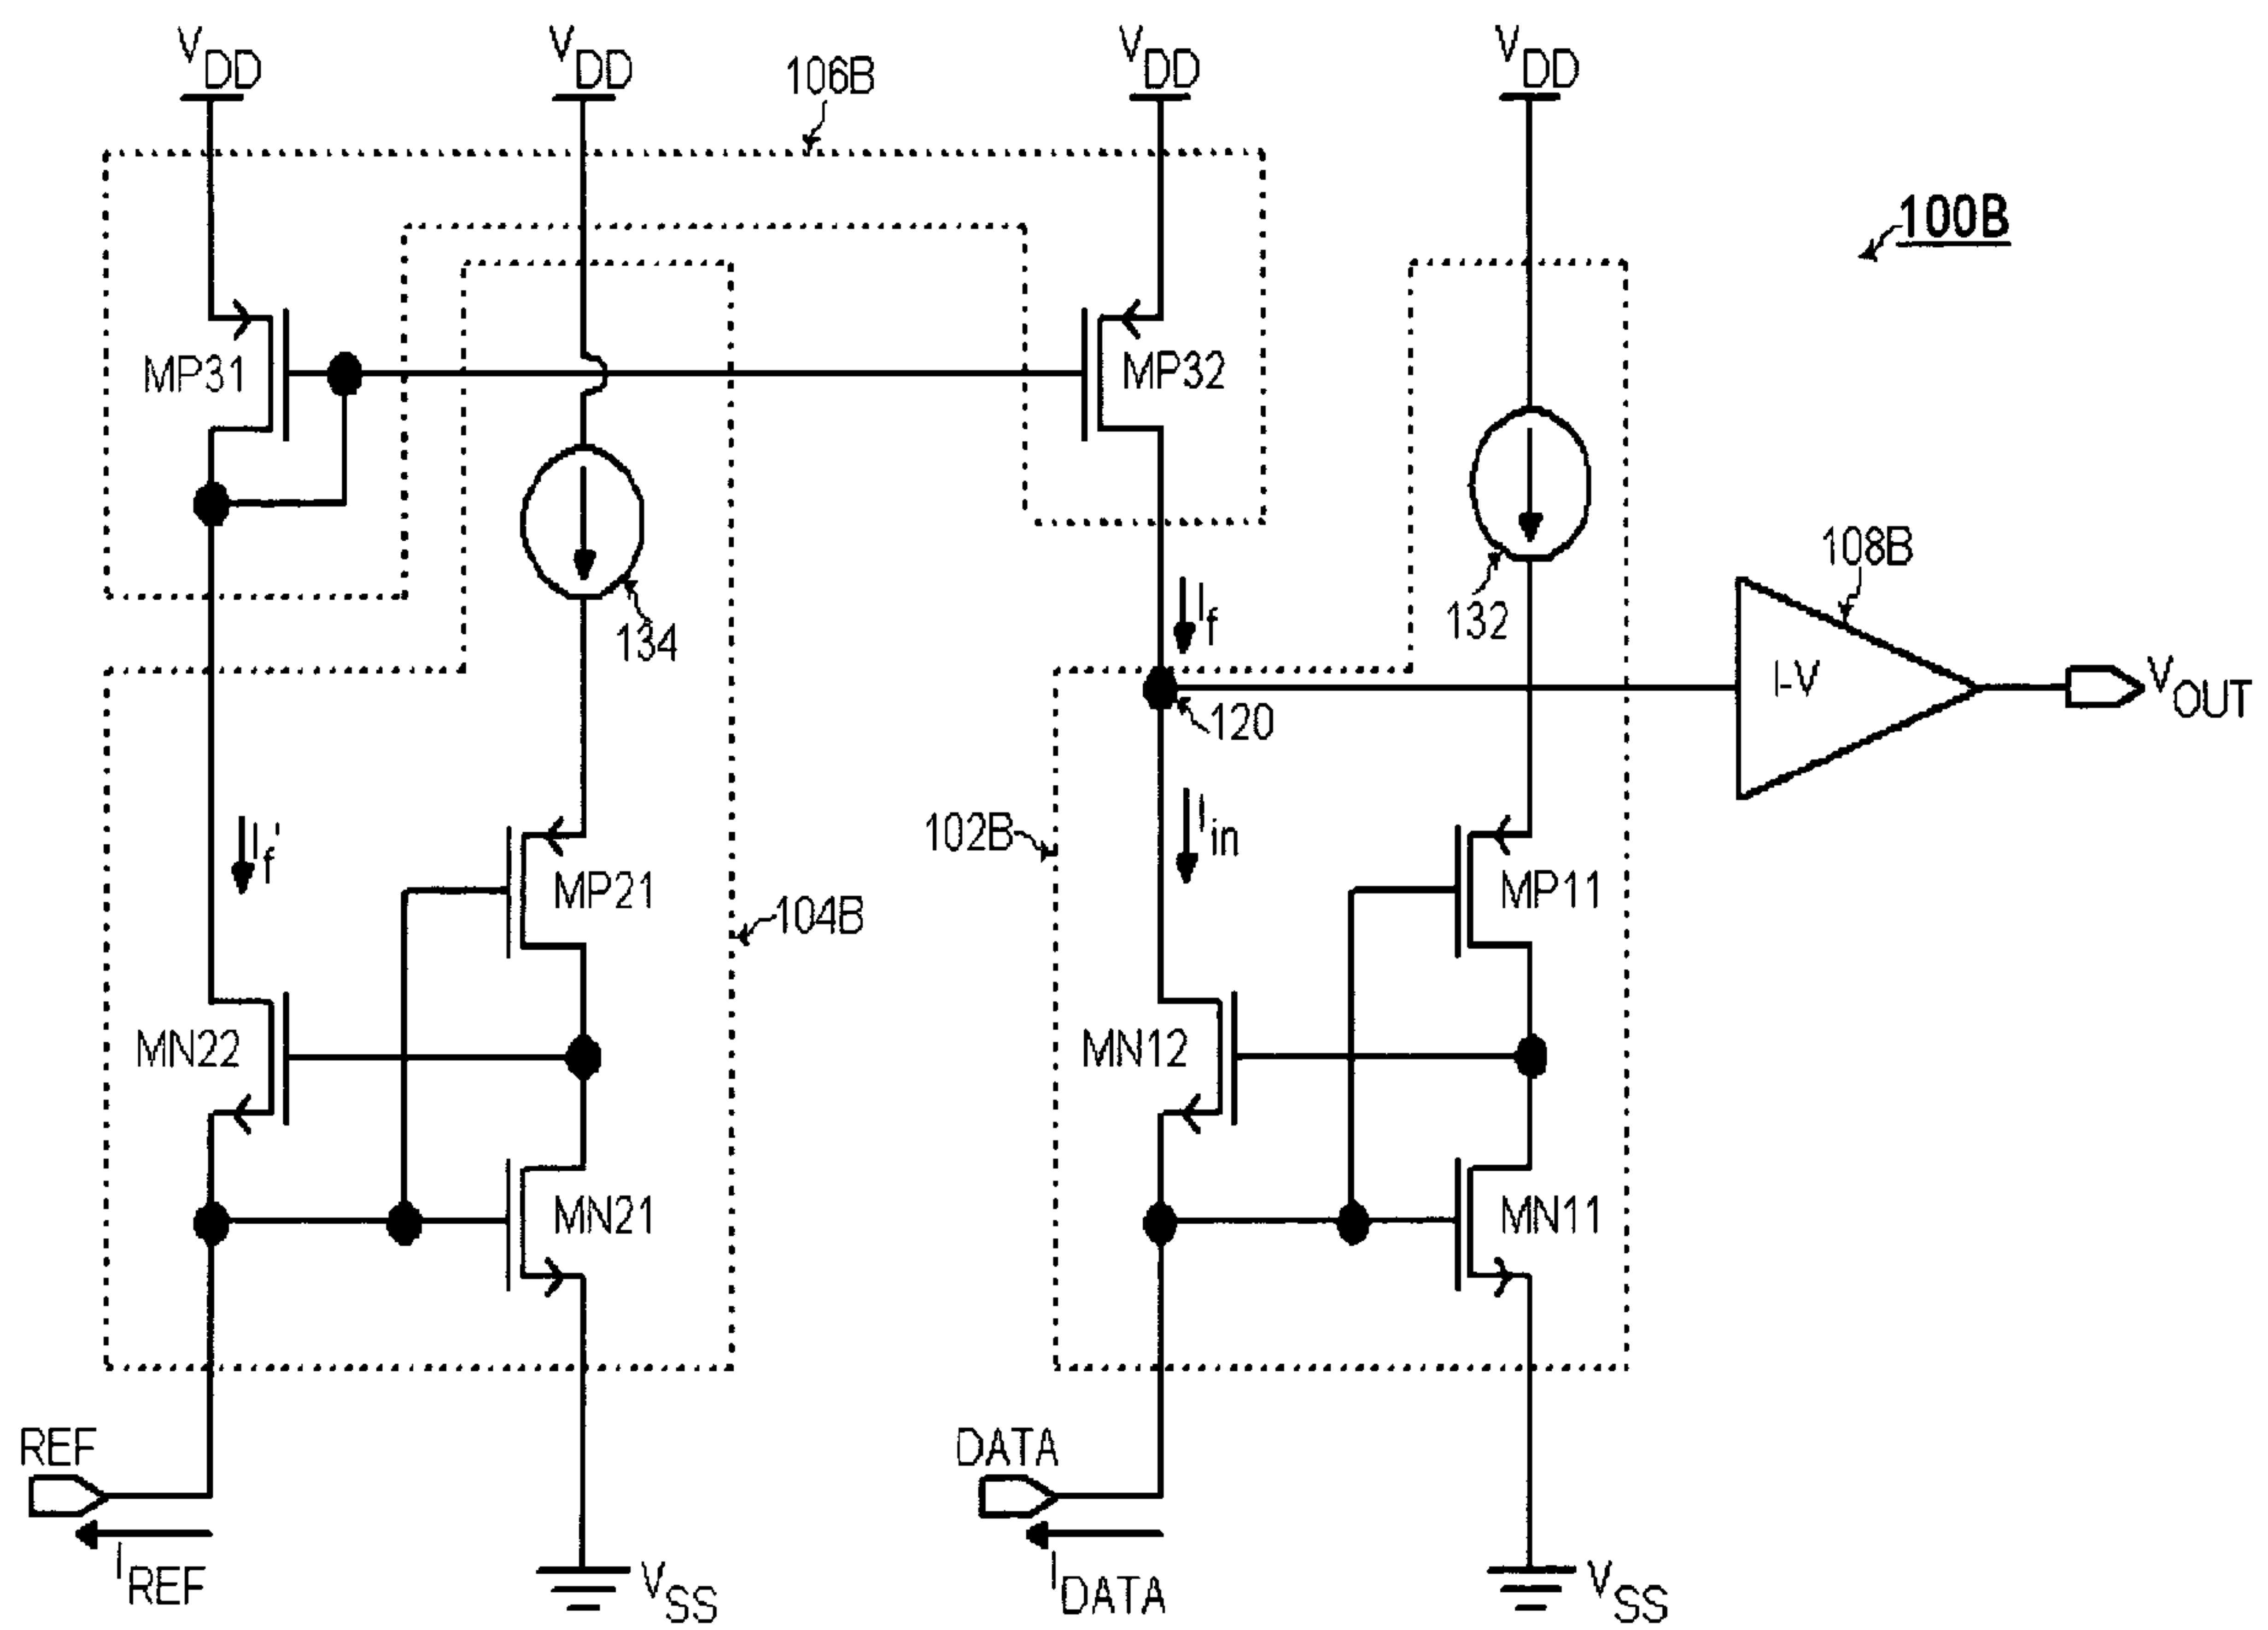 VDD
VDD
VDD
VDD
106B
100B
MP31
MP32
134
132
108B
If
I-V
VOUT
120
If'
Iin
102B
MP21
MP11
104B
MN22
MN12
MN21
MN11
REF
DATA
IREF
IDATA
VSS
VSS